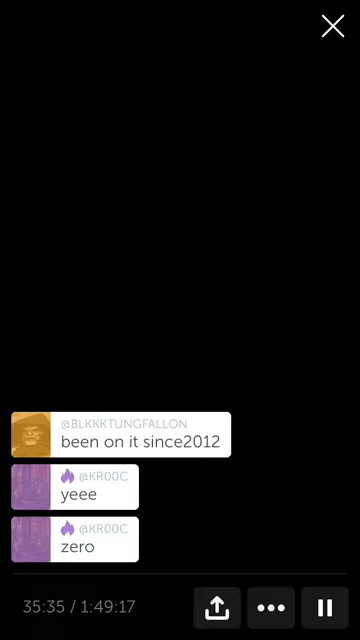 @BLKKKTUNGFALLON
been on it since2012
@KR00C
yeee
@KR00C
zero
35:35 / 1:49:17